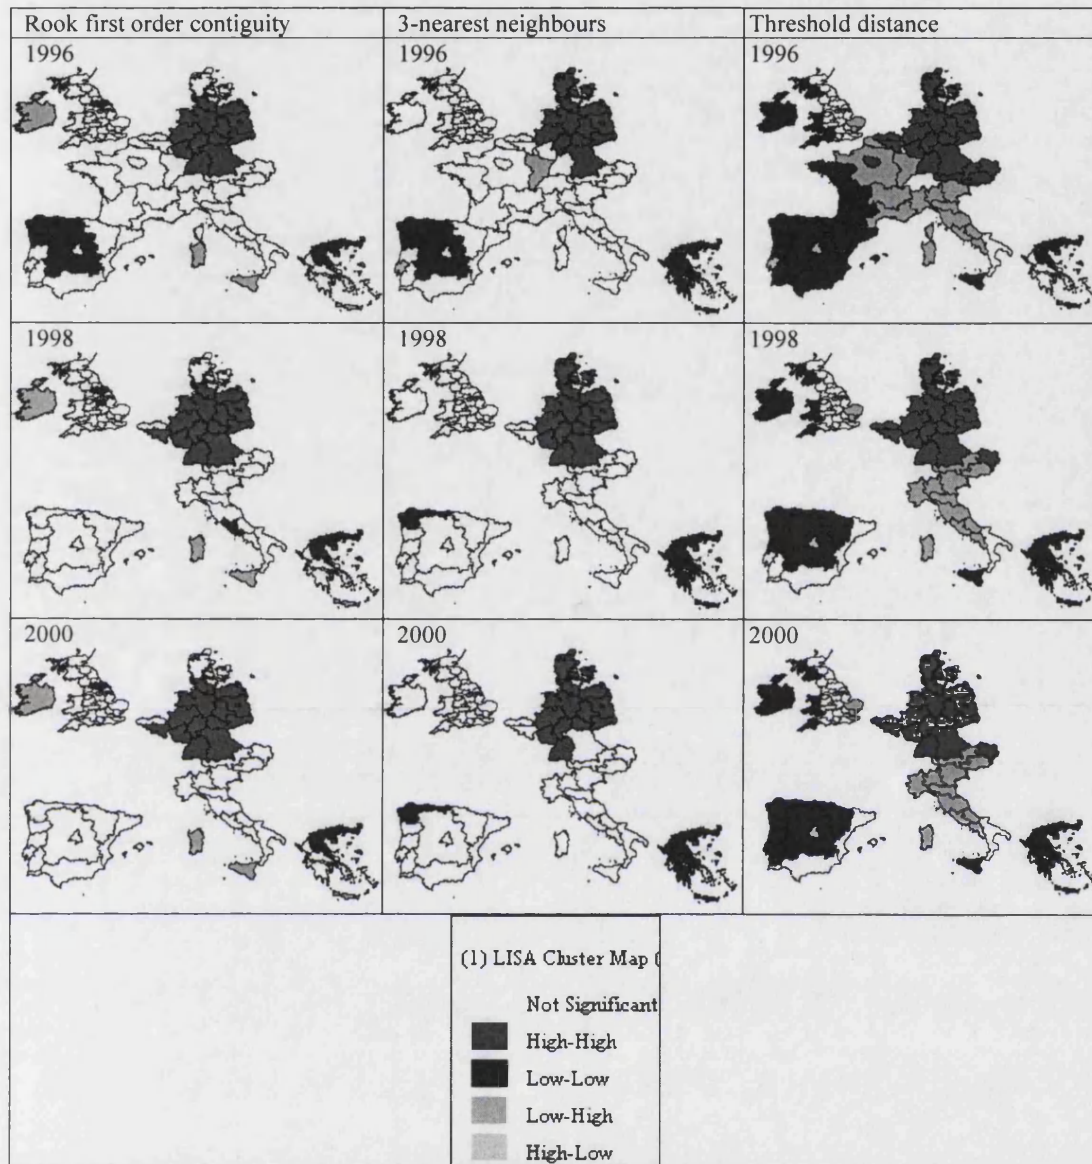 Rook first order contiguity
3-nearest neighbours
Threshold distance
1996
1996
1996
1998
1998
1998
2000
2000
2000
(1) LISA Cluster Map (
Not Significant
High-High
Low-Low
Low-High
High-Low